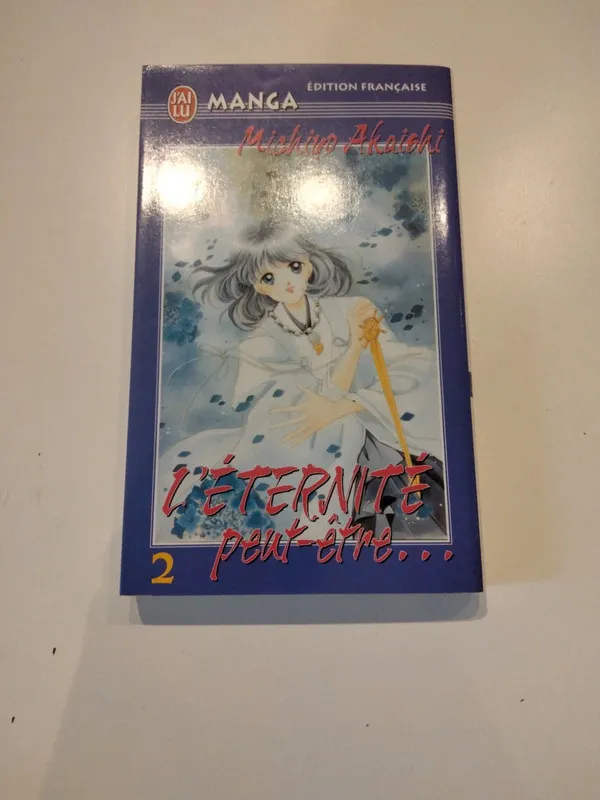 ÉDITION FRANÇAISE
J'AI
LU
MANGA
Michiyo Akaishi
L'ÉTERNITÉ
peut-être...
2